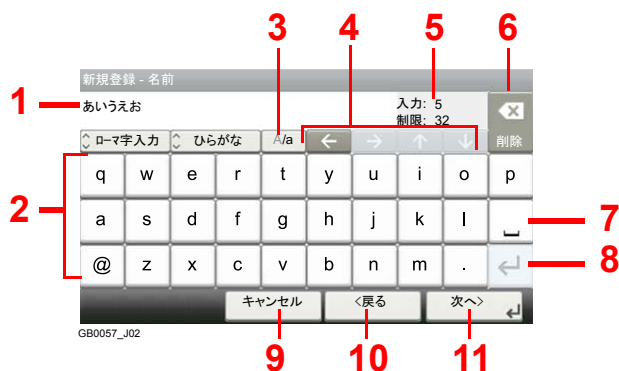 3 4 5 6
新規登録 - 名前
1 あいうえお 入力: 5
制限: 32
ローマ字入力 ひらがな A/a ← → ↑ ↓ 削除
2
q w e r t y u i o p
a s d f g h j k l 7
@ z x c v b n m . 8
キャンセル <戻る 次へ>
GB0057_J02
9 10 11